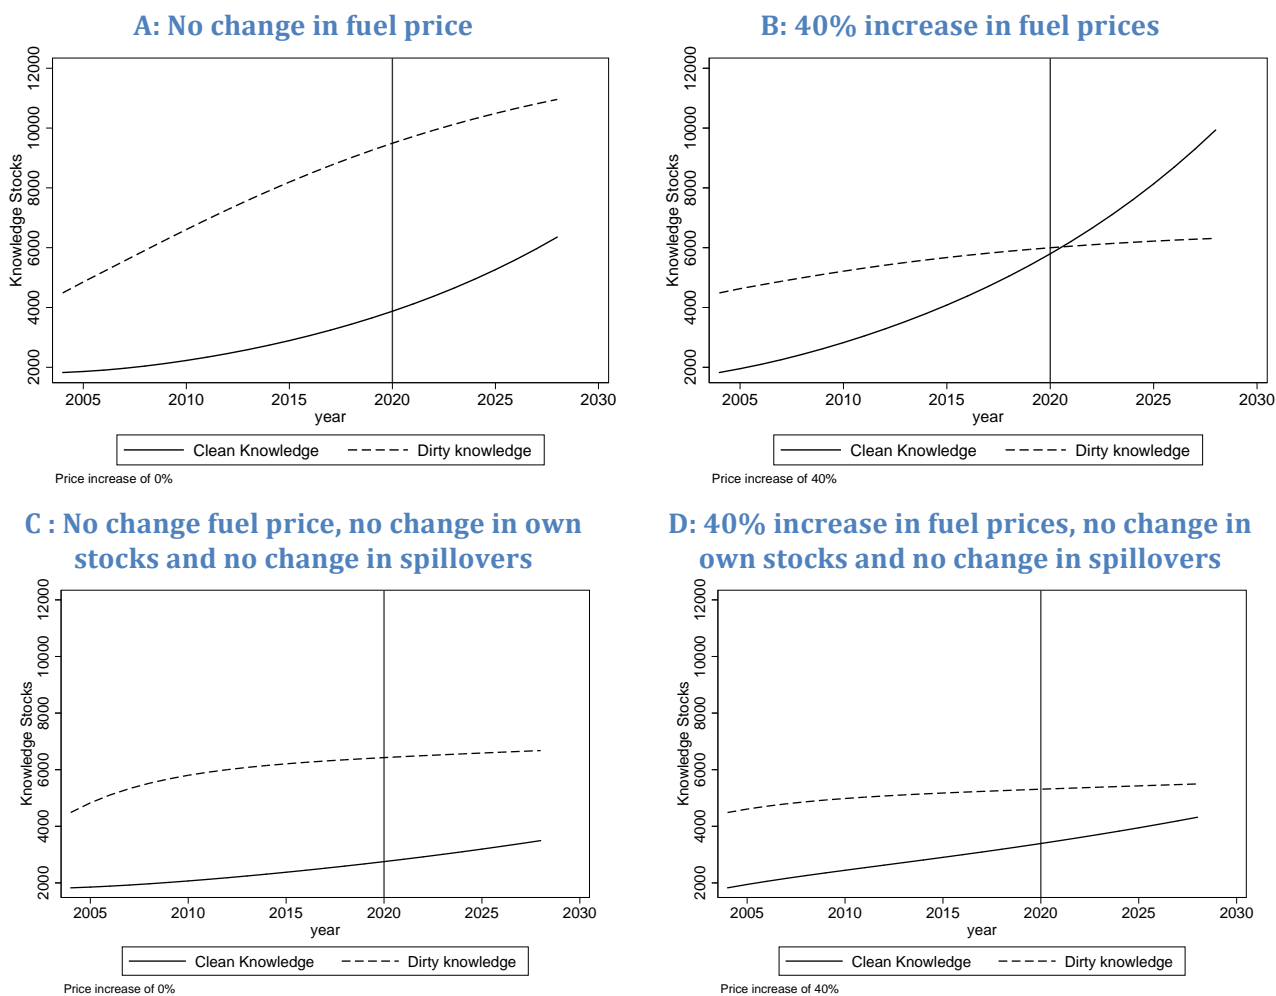 A: No change in fuel price
Knowledge Stocks
12000
10000
8000
6000
4000
2000
2005 2010 2015 2020 2025 2030
year
Clean Knowledge Dirty knowledge
Price increase of 0%
B: 40% increase in fuel prices
Knowledge Stocks
12000
10000
8000
6000
4000
2000
2005 2010 2015 2020 2025 2030
year
Clean Knowledge Dirty knowledge
Price increase of 40%
C : No change fuel price, no change in own
stocks and no change in spillovers
Knowledge Stocks
12000
10000
8000
6000
4000
2000
2005 2010 2015 2020 2025 2030
year
Clean Knowledge Dirty knowledge
Price increase of 0%
D: 40% increase in fuel prices, no change in
own stocks and no change in spillovers
Knowledge Stocks
12000
10000
8000
6000
4000
2000
2005 2010 2015 2020 2025 2030
year
Clean Knowledge Dirty knowledge
Price increase of 40%